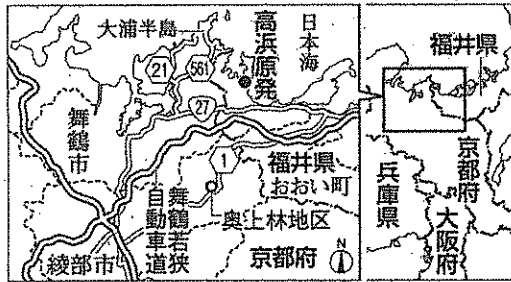 大浦半島
高浜原発
日本海
21
561
27
舞鶴市
1
福井県
おおい町
舞鶴若狭
自動車道
奥上林地区
綾部市
京都府
N
福井県
京都府
兵庫県
大阪府